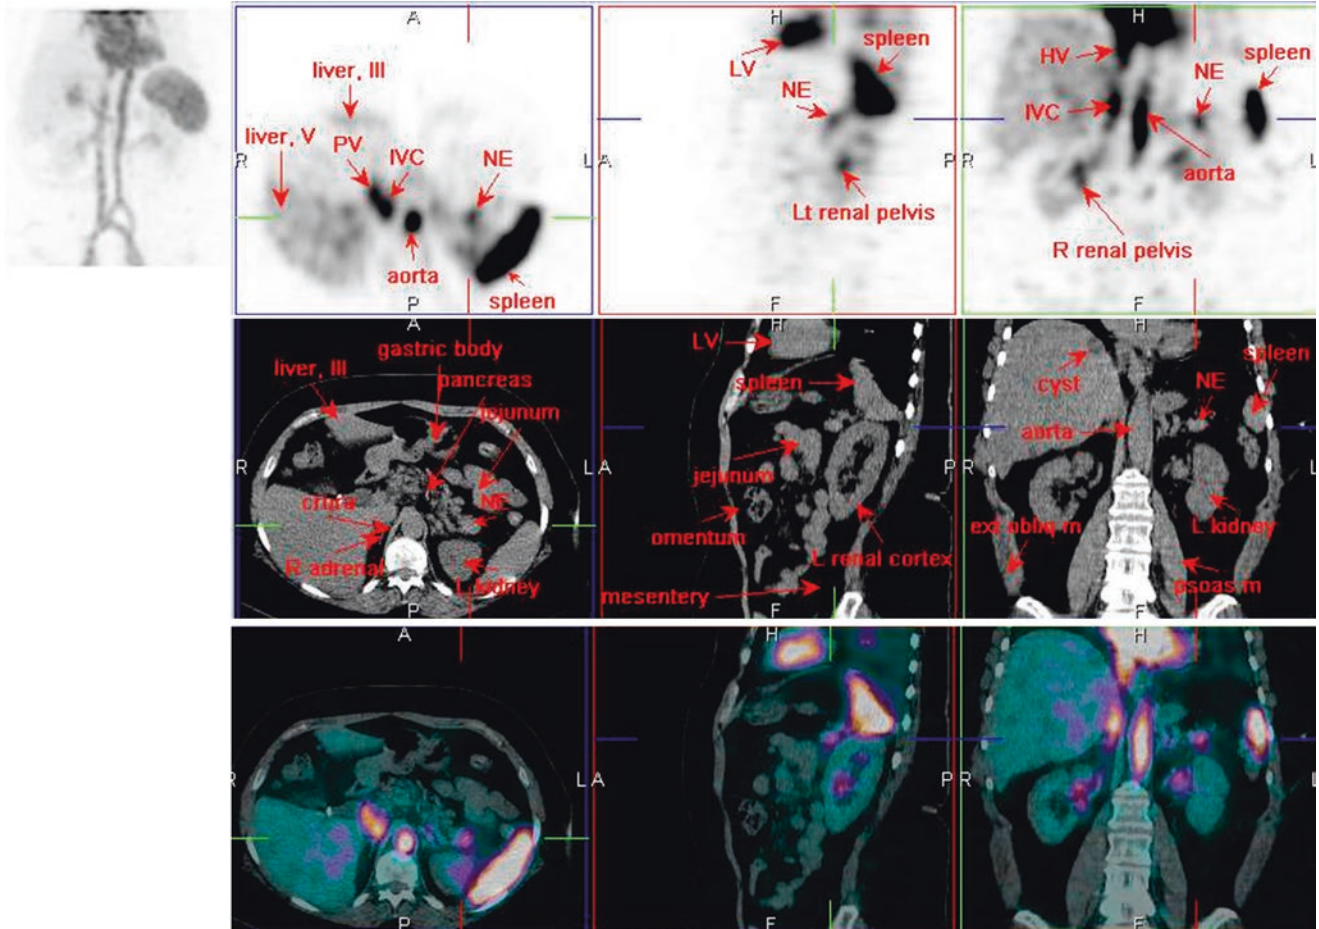 A
H
H
liver, III
LV
spleen
HV
NE
spleen
liver, V
PV
IVC
NE
NE
IVC
R
L
A
P
R
L
Lt renal pelvis
aorta
aorta
R renal pelvis
spleen
P
F
F
A
H
H
gastric body
LV
spleen
liver, III
pancreas
spleen
cyst
NE
jejunum
aorta
R
L
A
P
R
L
crura
NE
jejunum
omentum
L renal cortex
ext obliq m
L kidney
R adrenal
L kidney
mesentery
psoas m
P
F
F
A
H
H
R
L
A
P
R
L
P
F
F